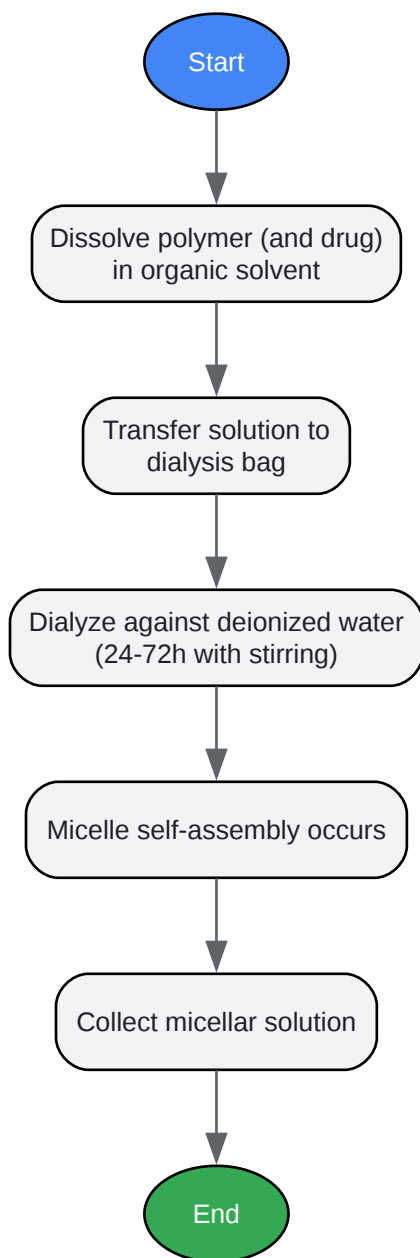 Start
Dissolve polymer (and drug)
in organic solvent
Transfer solution to
dialysis bag
Dialyze against deionized water
(24-72h with stirring)
Micelle self-assembly occurs
Collect micellar solution
End